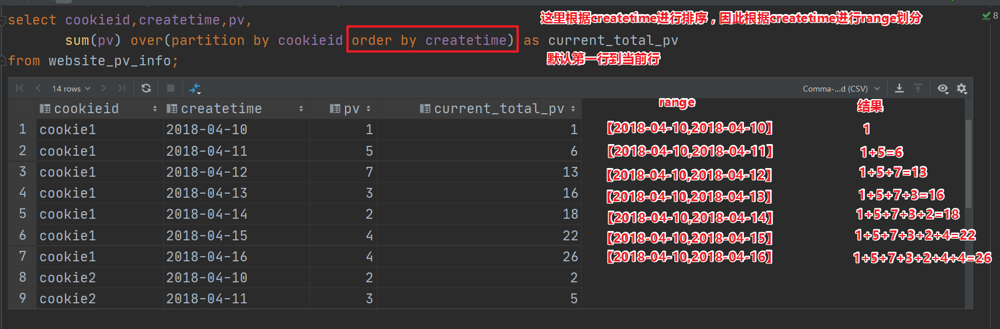 select cookieid,createtime,pv,
这里根据createtime进行排序，因此根据createtime进行range划分
8
sum(pv) over(partition by cookieid order by createtime) as current_total_pv
from website_pv_info;
默认第一行到当前行
14 rows
Comma-...d (CSV)
cookieid createtime pv current_total_pv range 结果
1 cookie1 2018-04-10 1 1 【2018-04-10,2018-04-10】 1
2 cookie1 2018-04-11 5 6 【2018-04-10,2018-04-11】 1+5=6
3 cookie1 2018-04-12 7 13 【2018-04-10,2018-04-12】 1+5+7=13
4 cookie1 2018-04-13 3 16 【2018-04-10,2018-04-13】 1+5+7+3=16
5 cookie1 2018-04-14 2 18 【2018-04-10,2018-04-14】 1+5+7+3+2=18
6 cookie1 2018-04-15 4 22 【2018-04-10,2018-04-15】 1+5+7+3+2+4=22
7 cookie1 2018-04-16 4 26 【2018-04-10,2018-04-16】 1+5+7+3+2+4+4=26
8 cookie2 2018-04-10 2 2
9 cookie2 2018-04-11 3 5